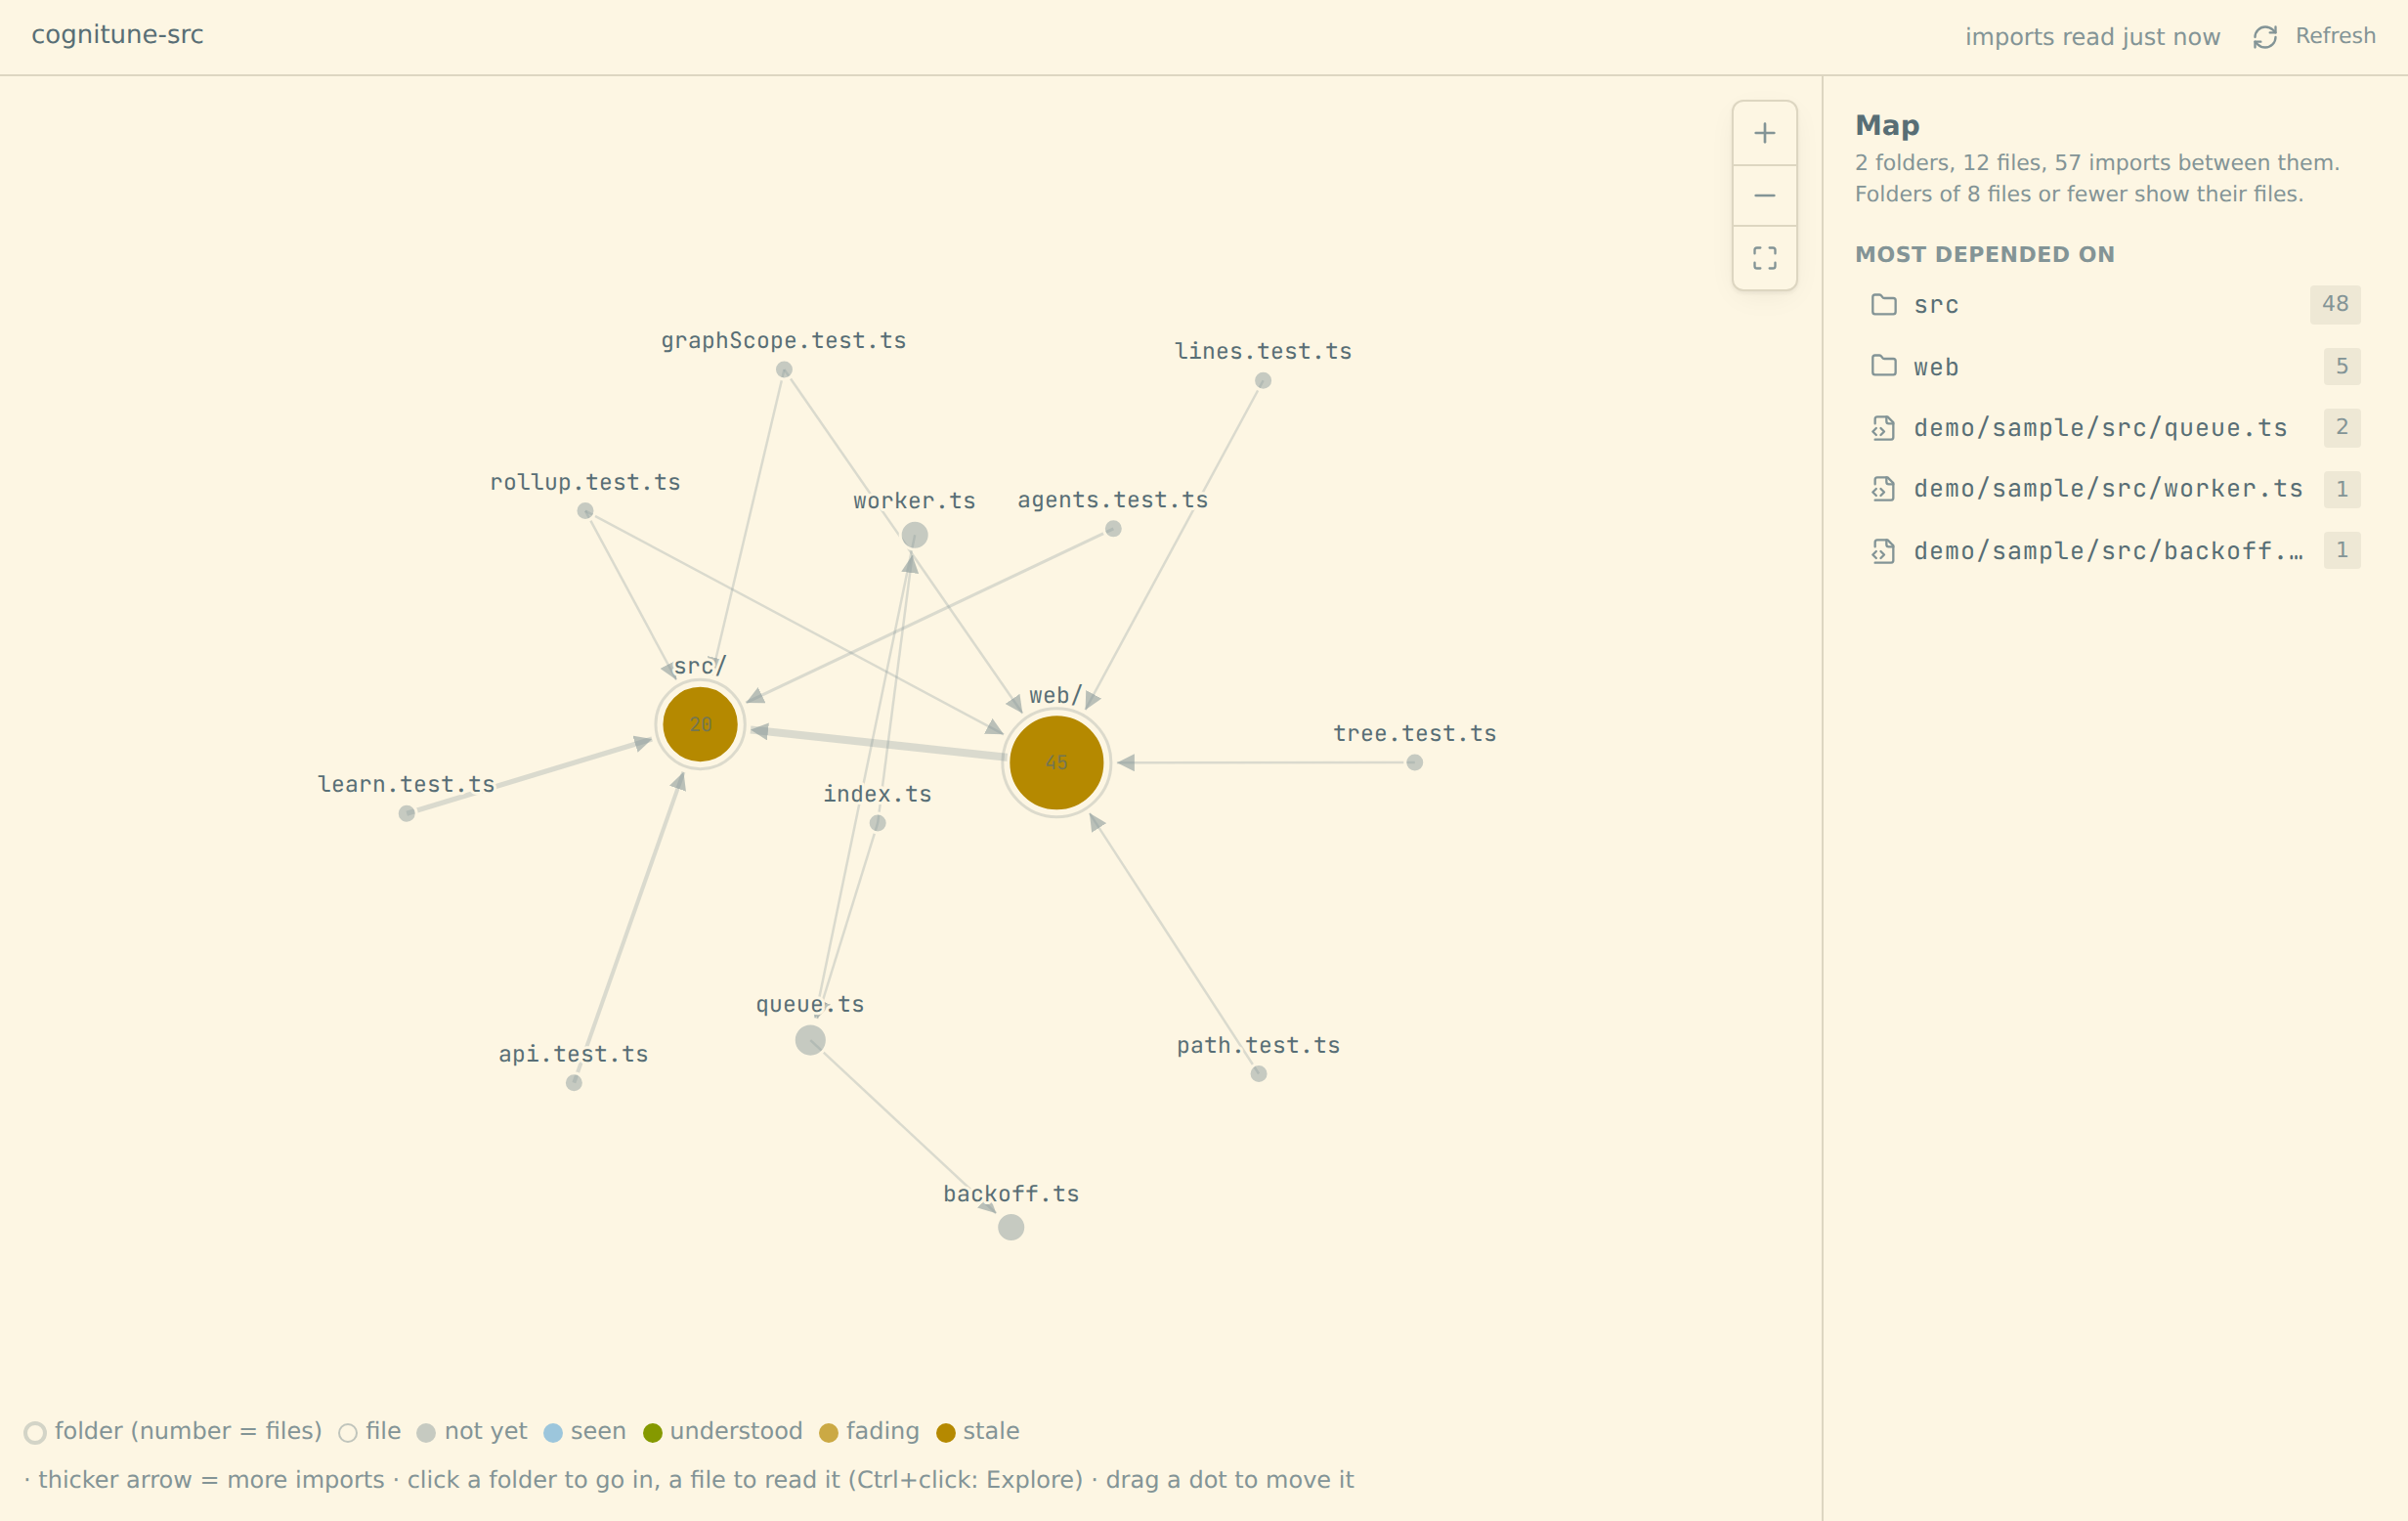 cognitune-src
imports read just now
Refresh
Map
2 folders, 12 files, 57 imports between them.
Folders of 8 files or fewer show their files.
MOST DEPENDED ON
src 48
web 5
demo/sample/src/queue.ts 2
demo/sample/src/worker.ts 1
demo/sample/src/backoff.… 1
graphScope.test.ts
lines.test.ts
rollup.test.ts
worker.ts
agents.test.ts
src/
20
web/
45
tree.test.ts
learn.test.ts
index.ts
queue.ts
api.test.ts
path.test.ts
backoff.ts
folder (number = files) file not yet seen understood fading stale
· thicker arrow = more imports · click a folder to go in, a file to read it (Ctrl+click: Explore) · drag a dot to move it